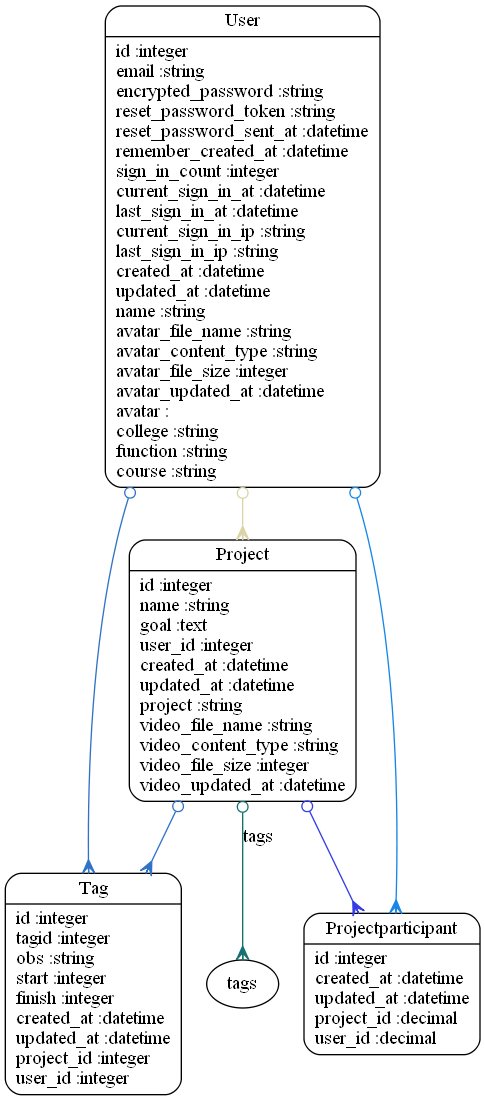 User
id :integer
email :string
encrypted_password :string
reset_password_token :string
reset_password_sent_at :datetime
remember_created_at :datetime
sign_in_count :integer
current_sign_in_at :datetime
last_sign_in_at :datetime
current_sign_in_ip :string
last_sign_in_ip :string
created_at :datetime
updated_at :datetime
name :string
avatar_file_name :string
avatar_content_type :string
avatar_file_size :integer
avatar_updated_at :datetime
avatar :
college :string
function :string
course :string
Project
id :integer
name :string
goal :text
user_id :integer
created_at :datetime
updated_at :datetime
project :string
video_file_name :string
video_content_type :string
video_file_size :integer
video_updated_at :datetime
tags
Tag
id :integer
tagid :integer
obs :string
start :integer
finish :integer
created_at :datetime
updated_at :datetime
project_id :integer
user_id :integer
tags
Projectparticipant
id :integer
created_at :datetime
updated_at :datetime
project_id :decimal
user_id :decimal